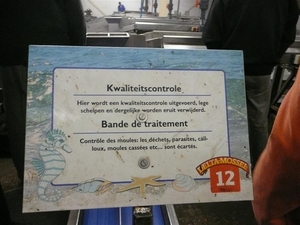 Kwaliteitscontrole
Hier wordt een kwaliteitscontrole uitgevoerd, lege
schelpen en dergelijke worden eruit verwijderd.
Bande de traitement
Contrôle des moules: les déchets, parasites, cail-
loux, moules cassées etc... sont écartés.
DELTA-MOSSEL
12